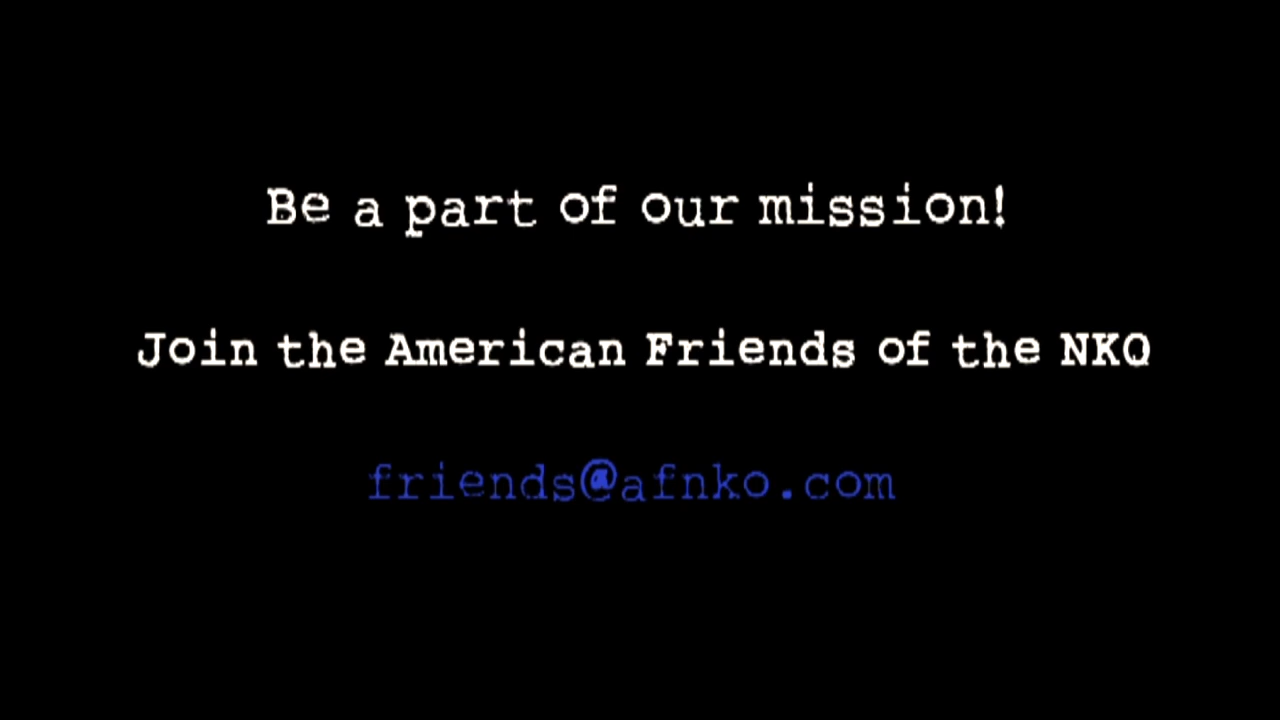 Be a part of our mission!
Join the American Friends of the NKO
friends@afnko.com